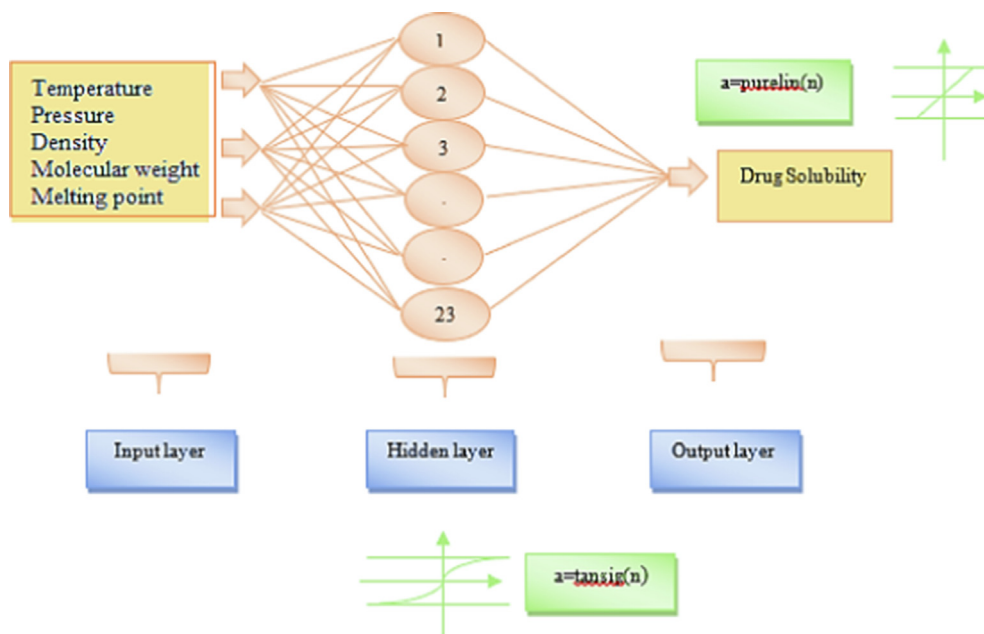 Temperature
Pressure
Density
Molecular weight
Melting point
1
2
3
.
.
23
a=purelin(n)
Drug Solubility
Input layer
Hidden layer
Output layer
a=tansig(n)